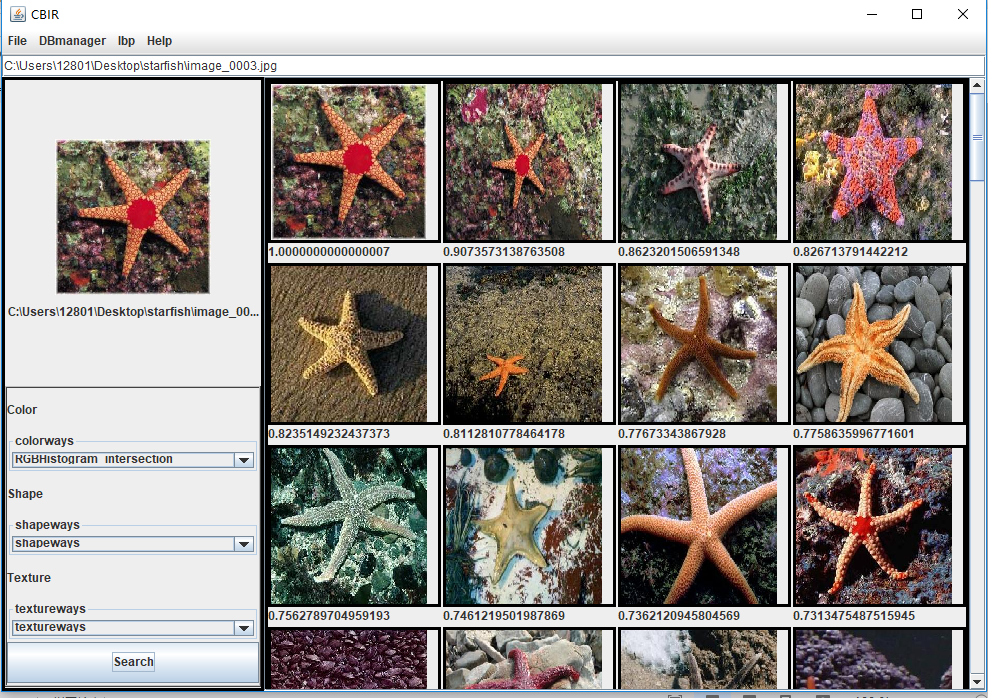 CBIR
File DBmanager lbp Help
C:\Users\12801\Desktop\starfish\image_0003.jpg
C:\Users\12801\Desktop\starfish\image_00...
Color
colorways
RGBHistogram_Intersection
Shape
shapeways
shapeways
Texture
textureways
textureways
Search
1.0000000000000007 0.9073573138763508 0.8623201506591348 0.826713791442212
0.8235149232437373 0.8112810778464178 0.77673343867928 0.7758635996771601
0.7562789704959193 0.7461219501987869 0.7362120945804569 0.7313475487515945